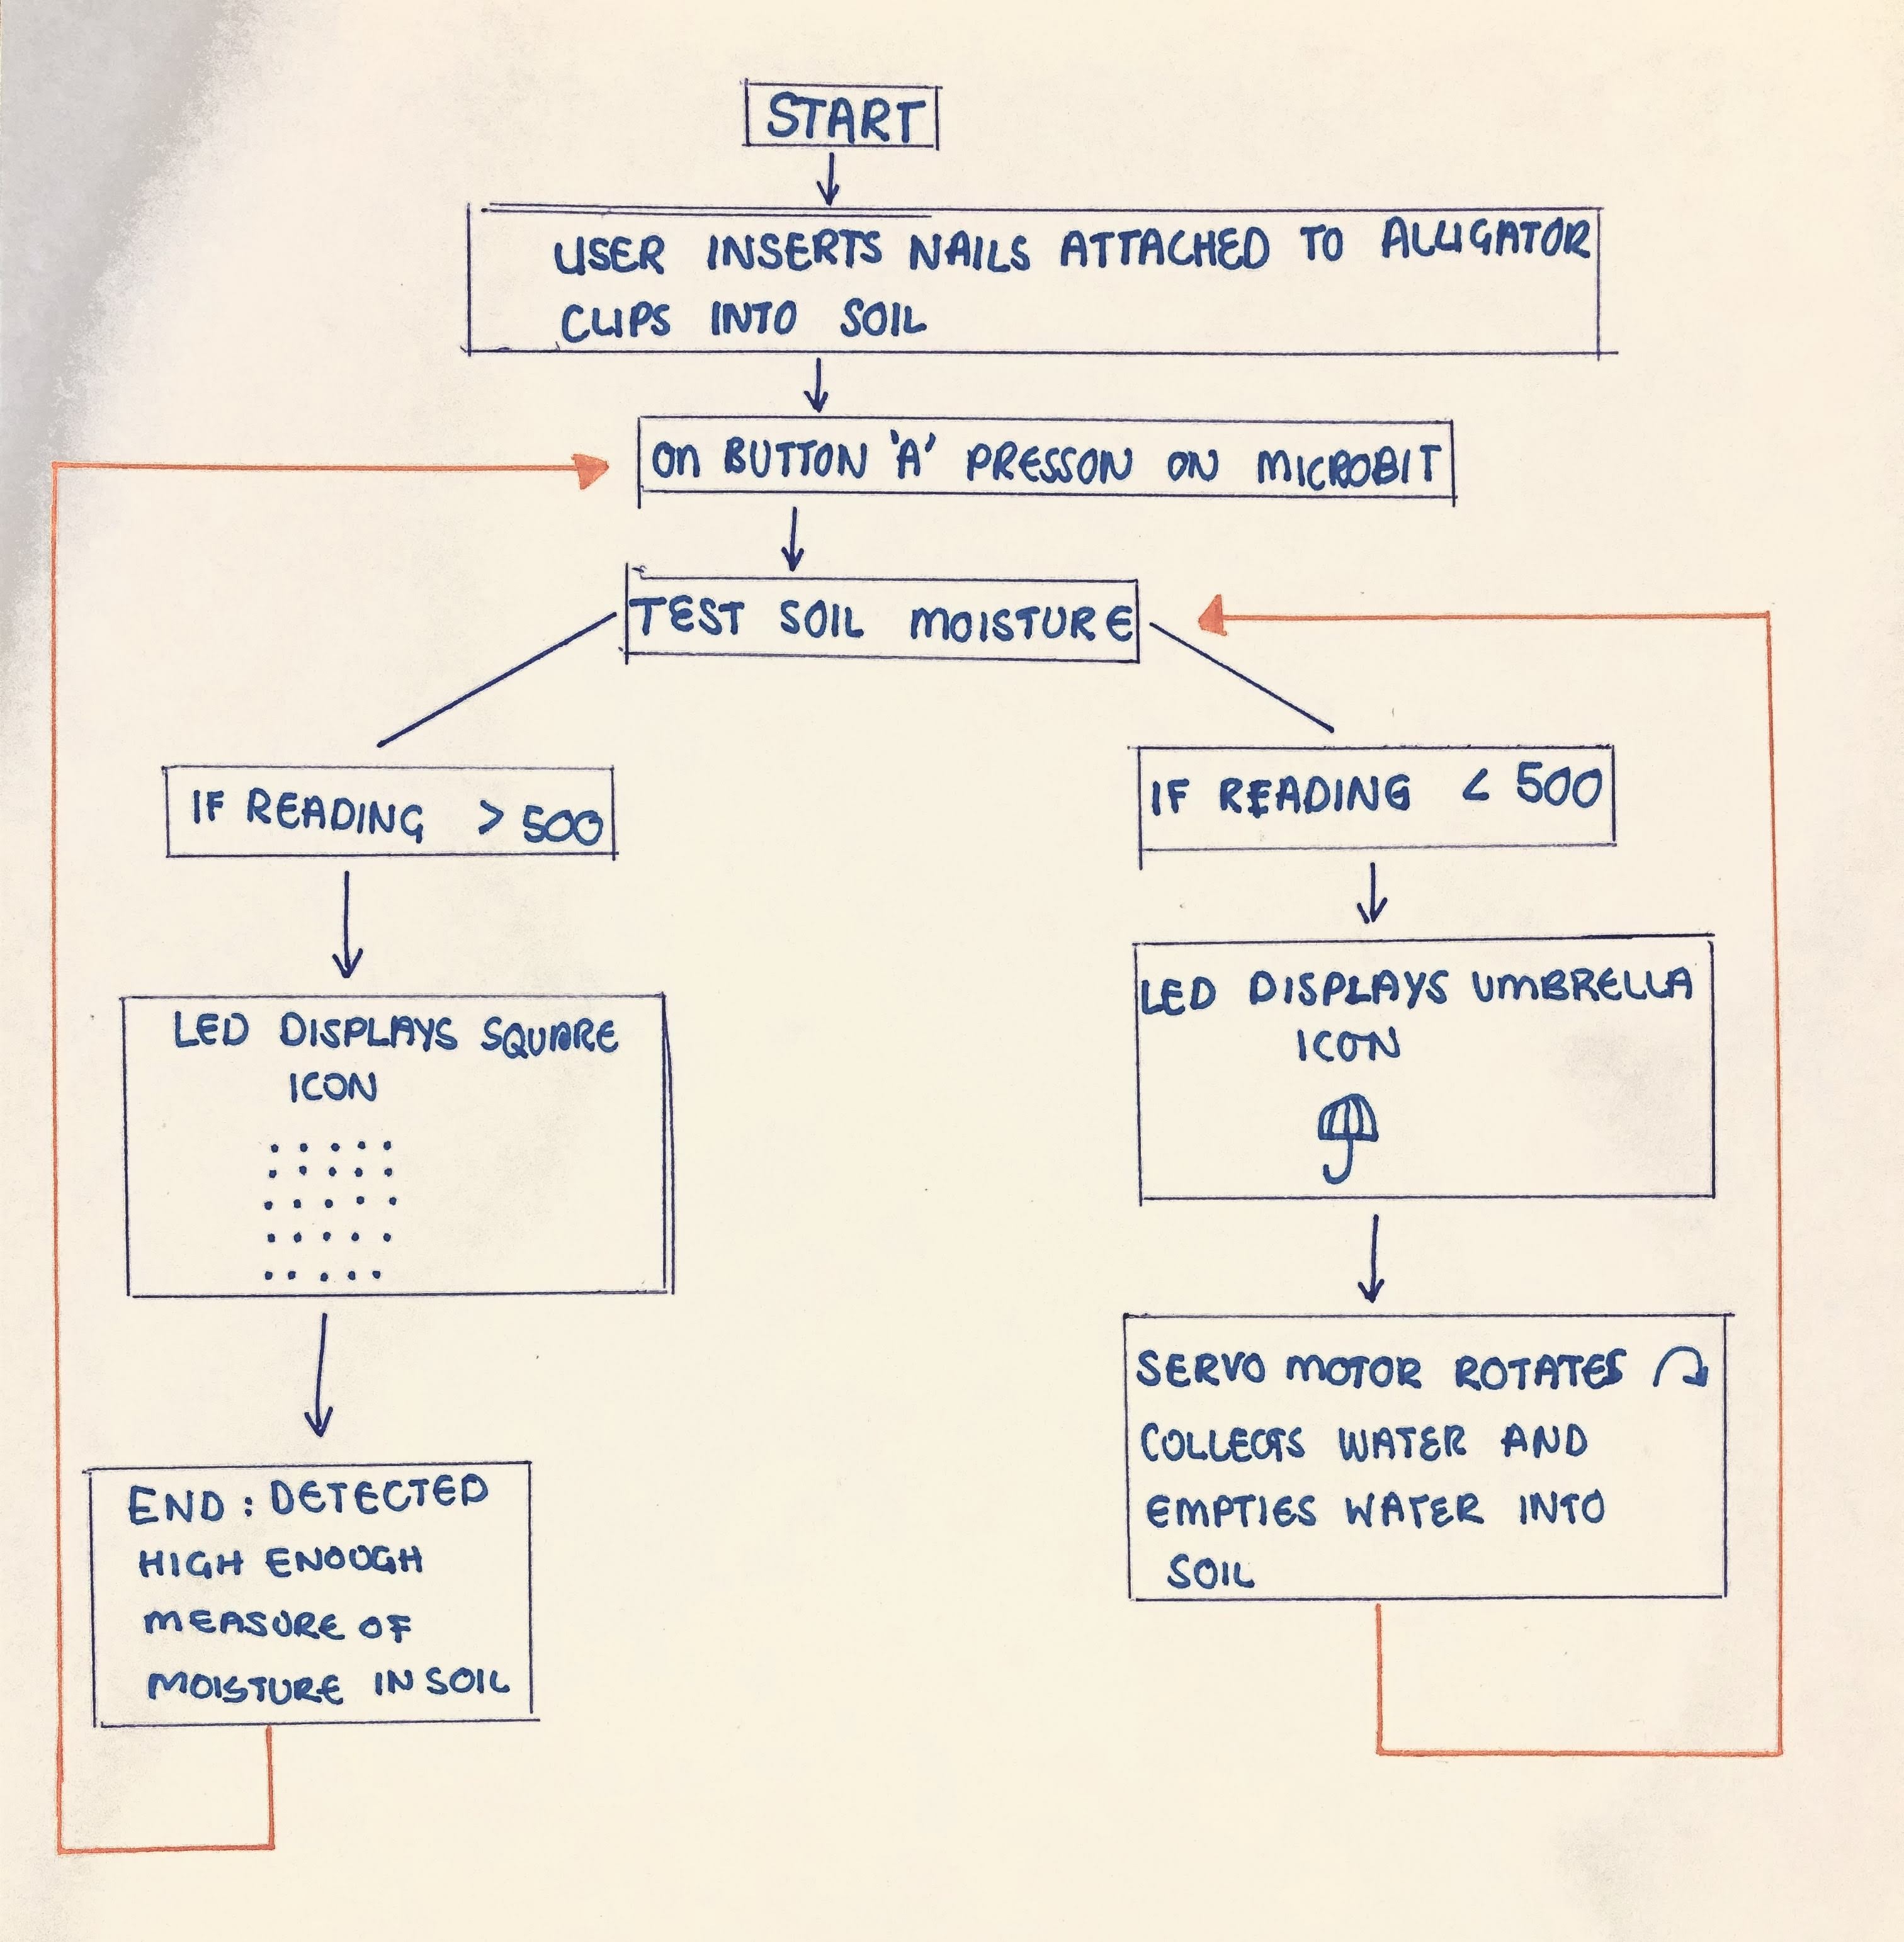 START
USER INSERTS NAILS ATTACHED TO ALLIGATOR
CLIPS INTO SOIL
On BUTTON 'A' PRESSON ON MICROBIT
TEST SOIL MOISTURE
IF READING > 500
IF READING < 500
LED DISPLAYS SQUARE
ICON
LED DISPLAYS UMBRELLA
ICON
SERVO MOTOR ROTATES
COLLECTS WATER AND
EMPTIES WATER INTO
SOIL
END : DETECTED
HIGH ENOUGH
MEASURE OF
MOISTURE IN SOIL